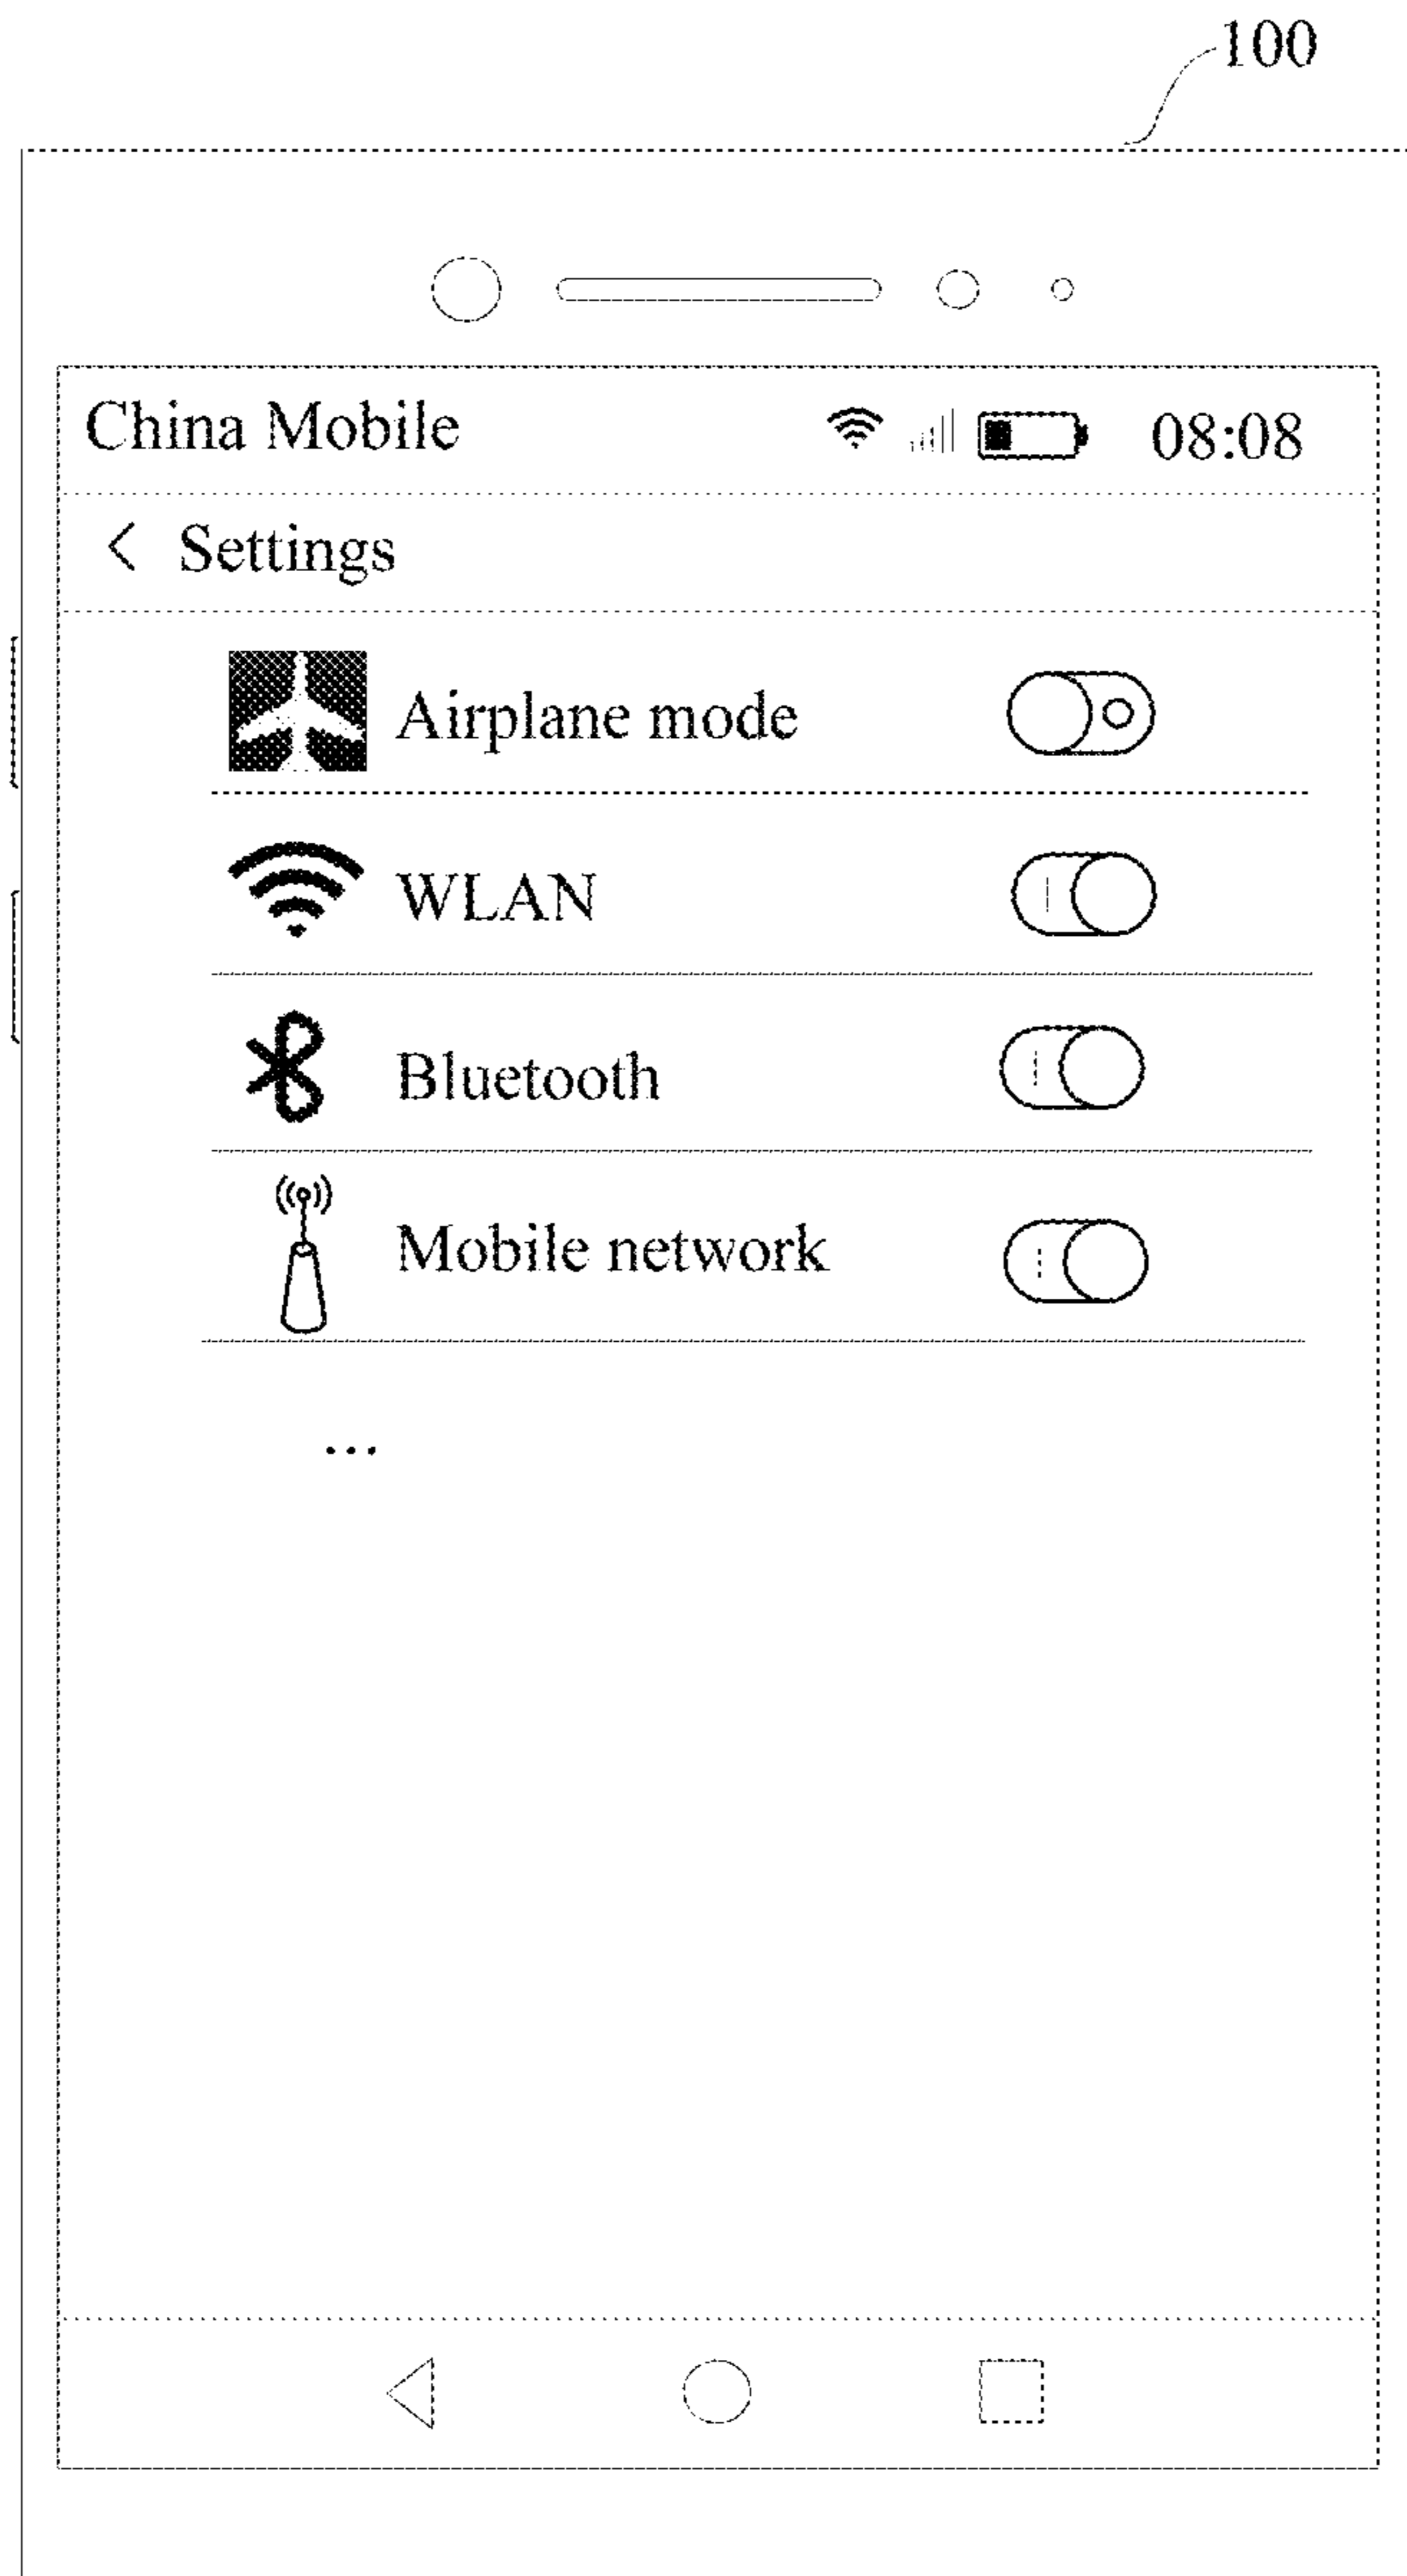 100
China Mobile 08:08
Settings
Airplane mode
WLAN
Bluetooth
Mobile network
...